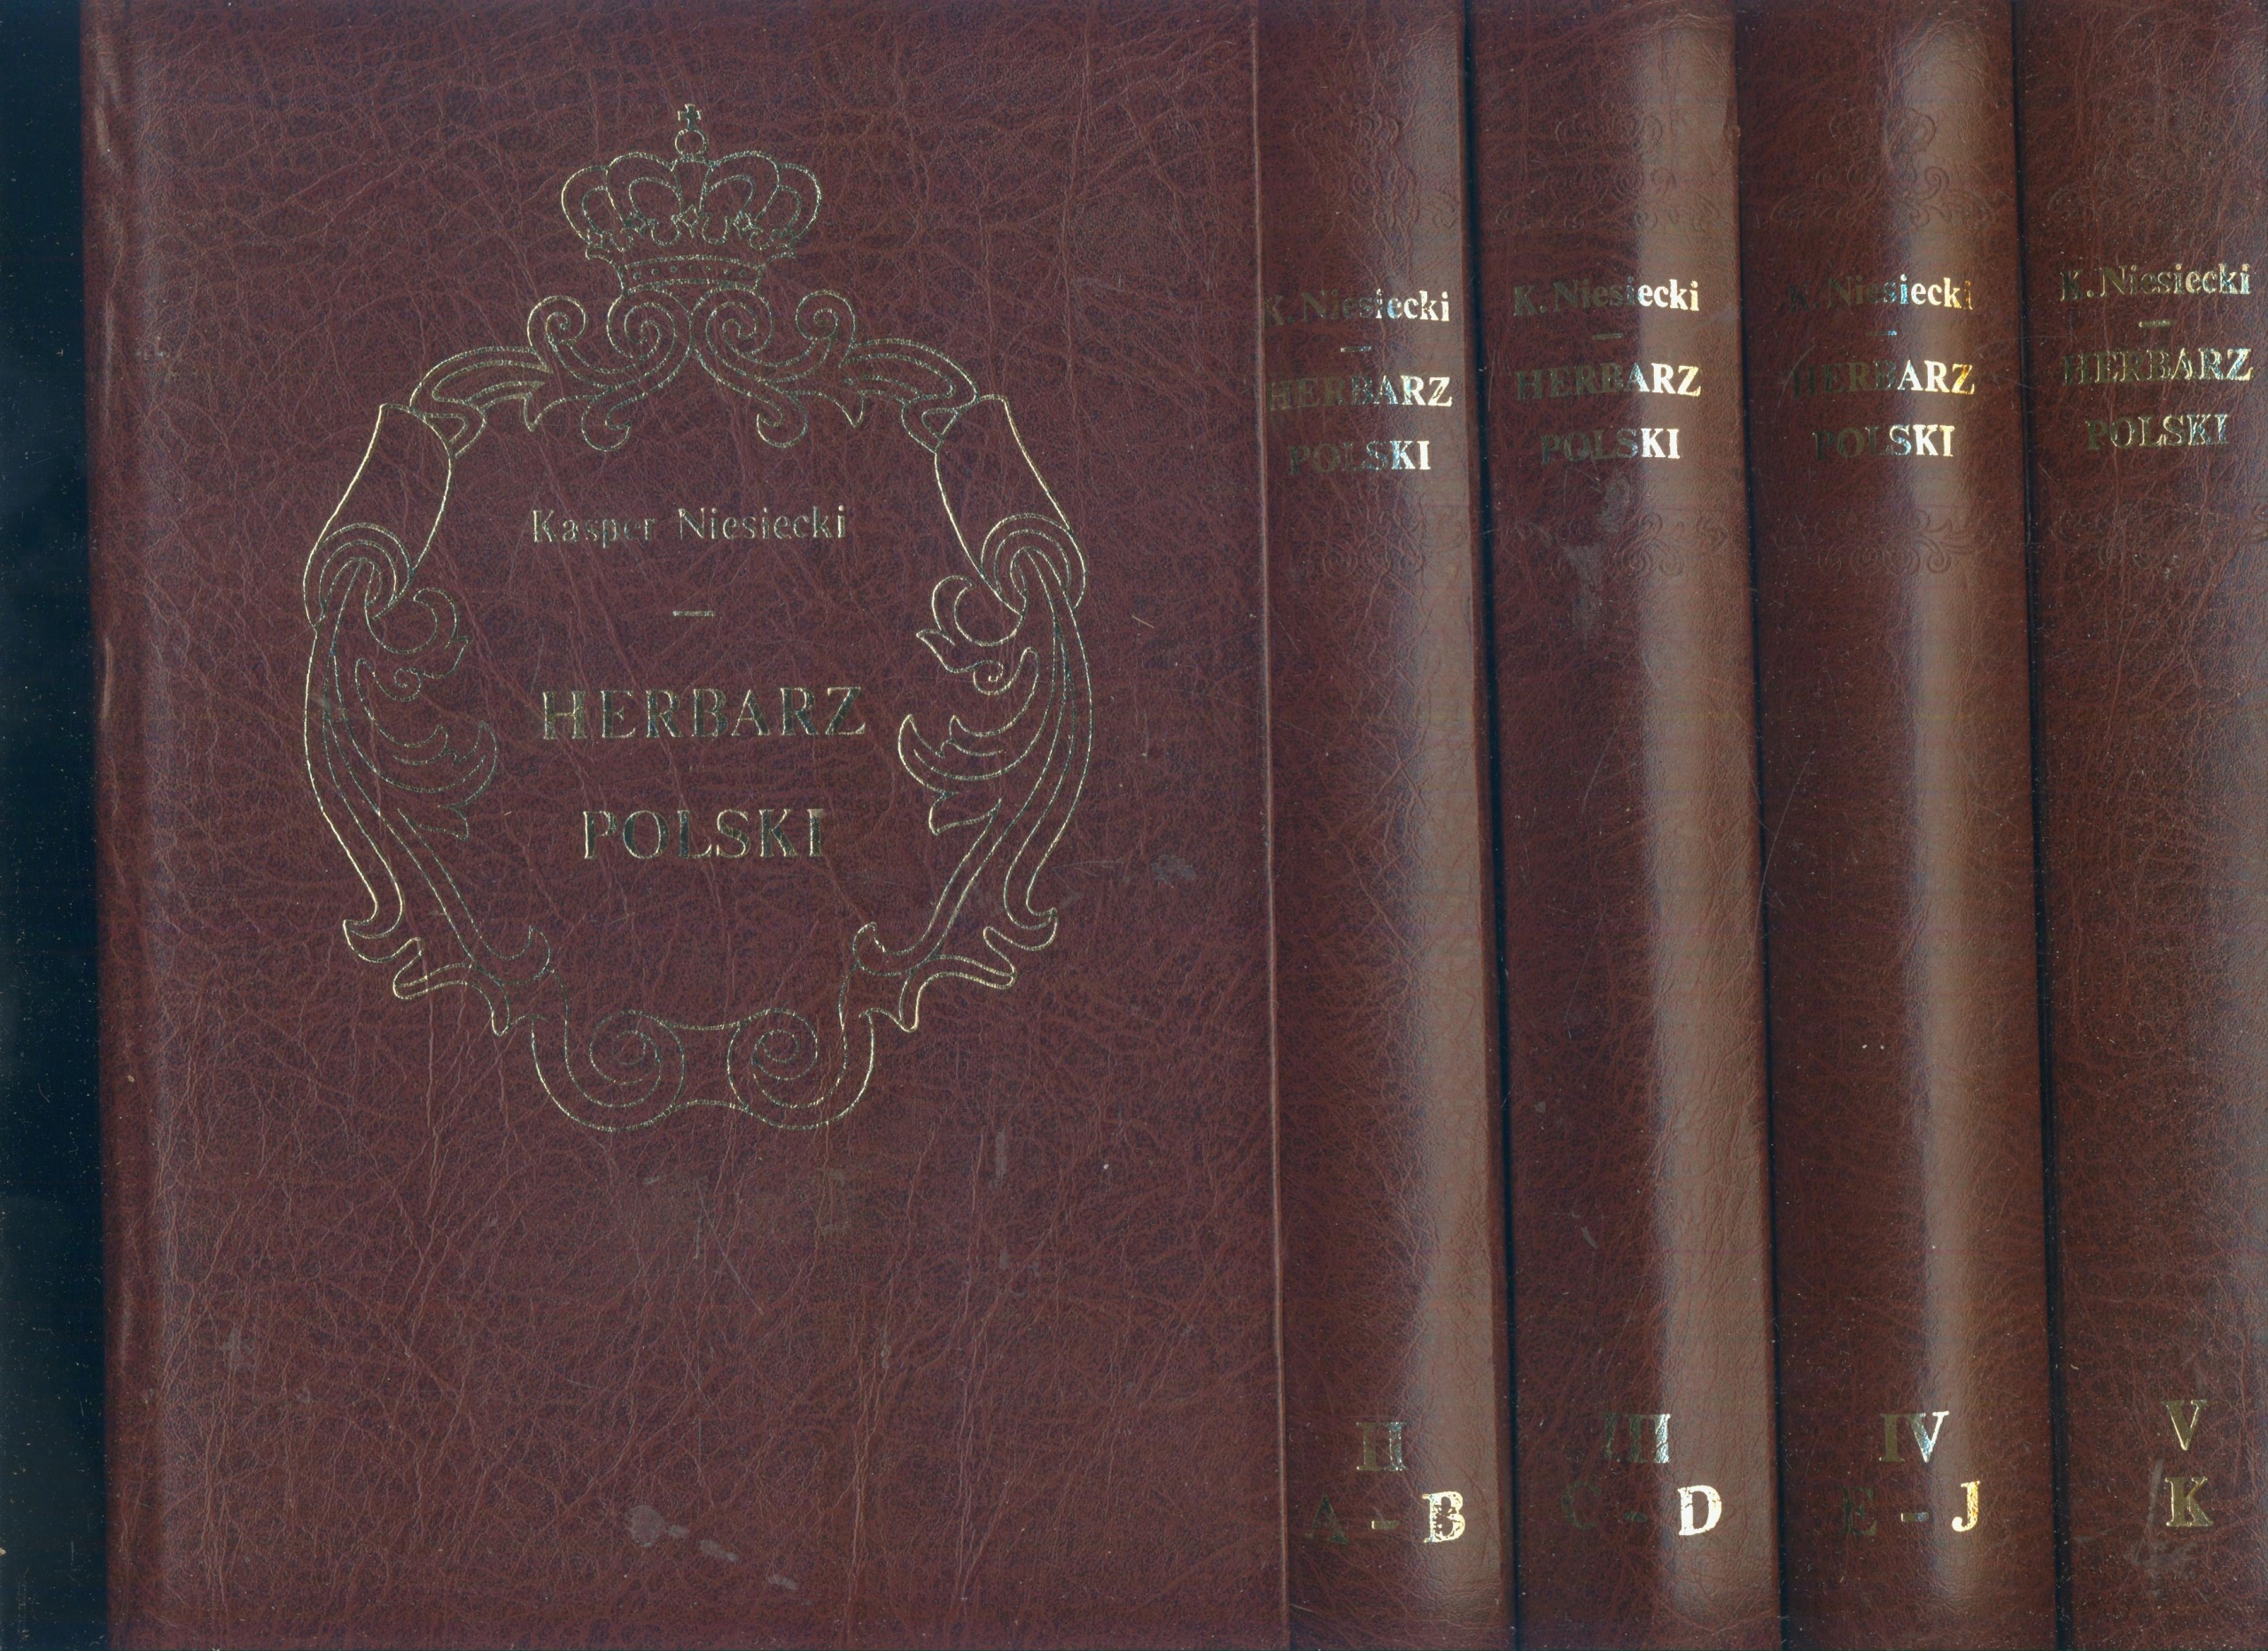 Kasper Niesiecki
—
HERBARZ
POLSKI
K. Niesiecki
—
HERBARZ
POLSKI
II
A - B
K. Niesiecki
—
HERBARZ
POLSKI
III
C - D
K. Niesiecki
—
HERBARZ
POLSKI
IV
E - J
K. Niesiecki
—
HERBARZ
POLSKI
V
K